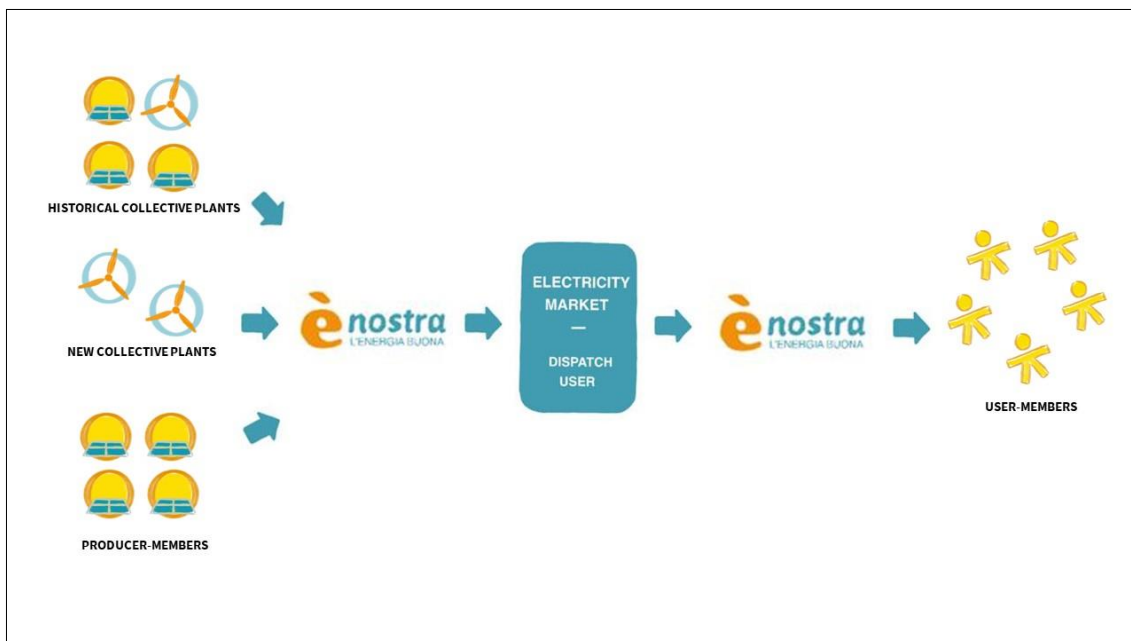 HISTORICAL COLLECTIVE PLANTS
NEW COLLECTIVE PLANTS
PRODUCER-MEMBERS
è nostra
L'ENERGIA BUONA
ELECTRICITY
MARKET
—
DISPATCH
USER
è nostra
L'ENERGIA BUONA
USER-MEMBERS